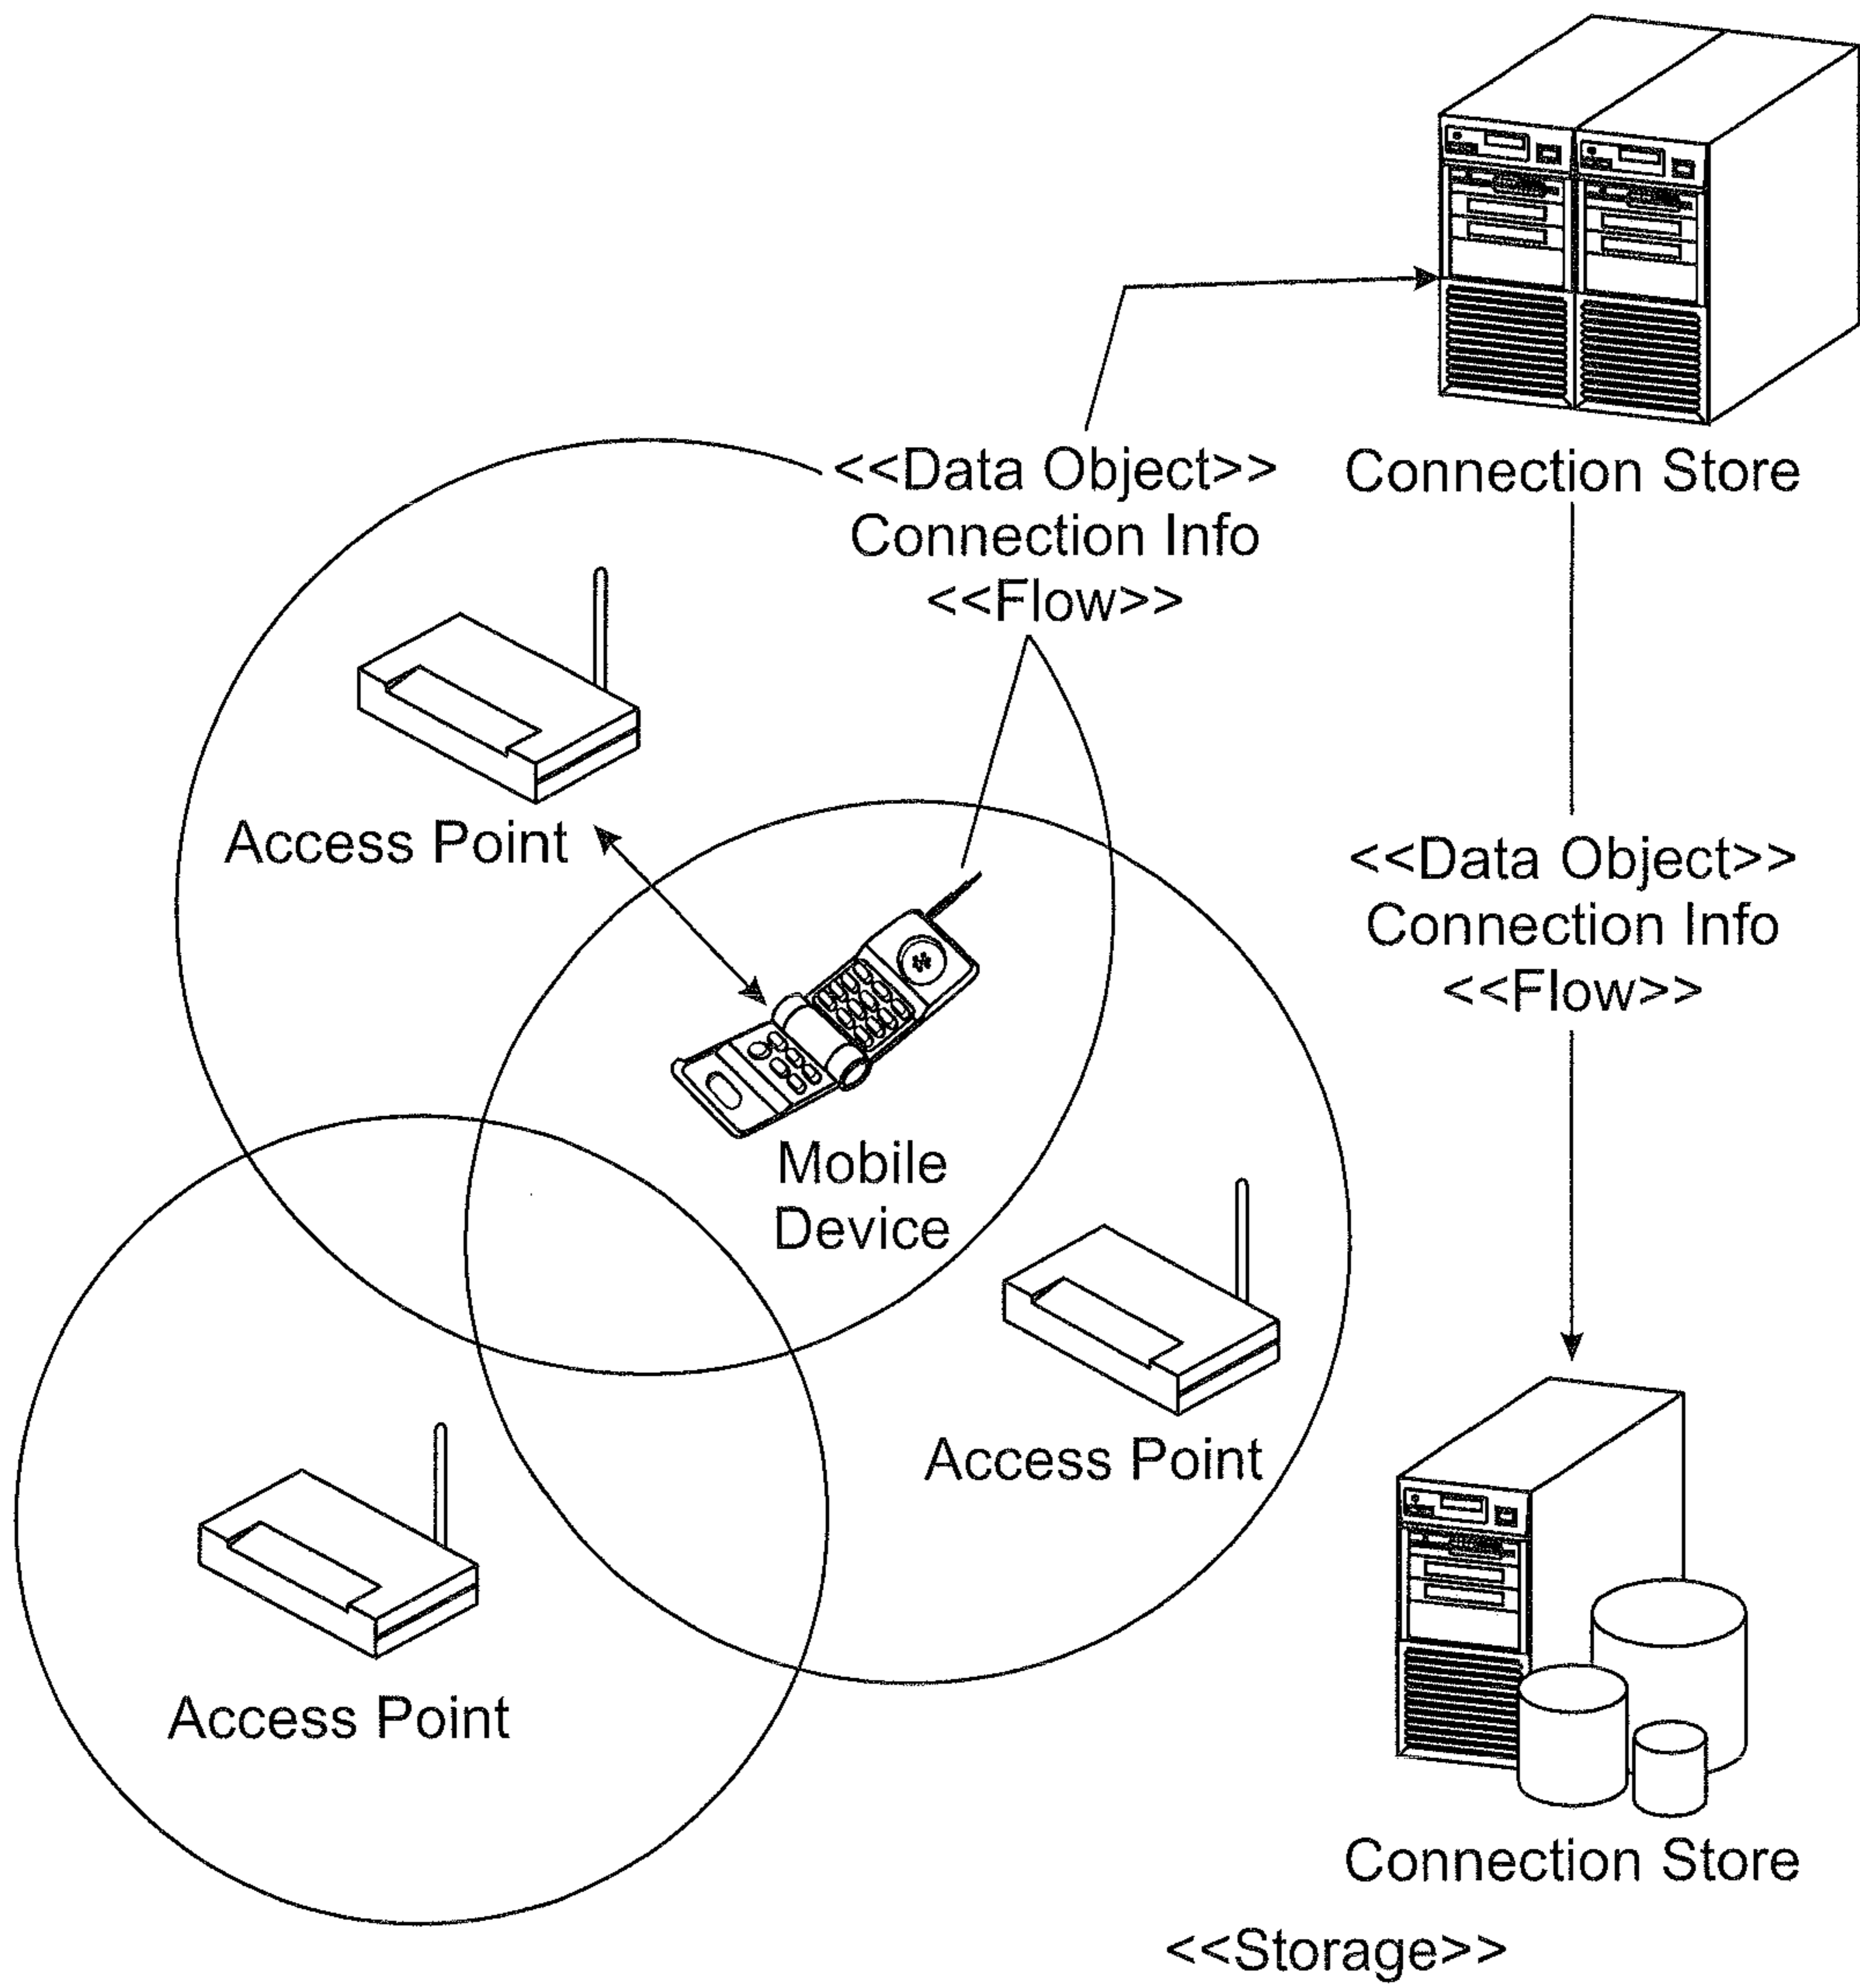 <<Data Object>>
Connection Info
<<Flow>>
Connection Store
Access Point
<<Data Object>>
Connection Info
<<Flow>>
Mobile
Device
Access Point
Access Point
Connection Store
<<Storage>>